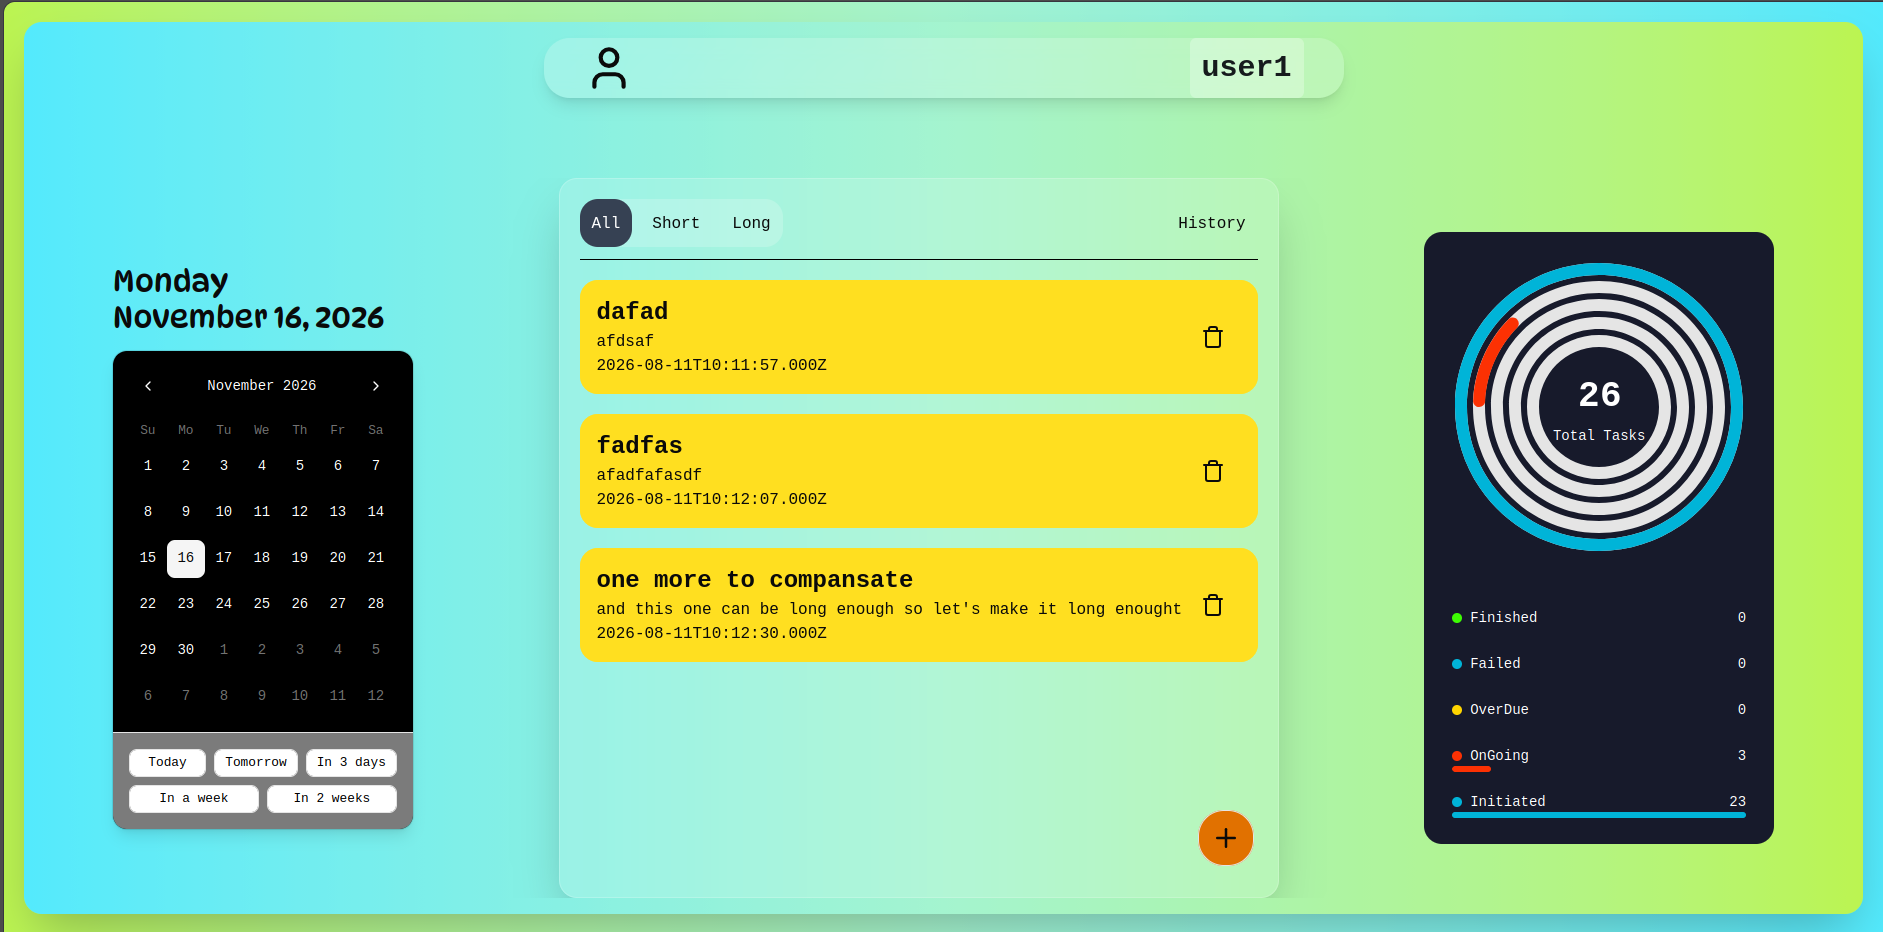 user1
Monday
November 16, 2026
November 2026
Su Mo Tu We Th Fr Sa
1 2 3 4 5 6 7
8 9 10 11 12 13 14
15 16 17 18 19 20 21
22 23 24 25 26 27 28
29 30 1 2 3 4 5
6 7 8 9 10 11 12
Today Tomorrow In 3 days
In a week In 2 weeks
All Short Long History
dafad
afdsaf
2026-08-11T10:11:57.000Z
fadfas
afadfafasdf
2026-08-11T10:12:07.000Z
one more to compansate
and this one can be long enough so let's make it long enought
2026-08-11T10:12:30.000Z
26
Total Tasks
Finished 0
Failed 0
OverDue 0
OnGoing 3
Initiated 23